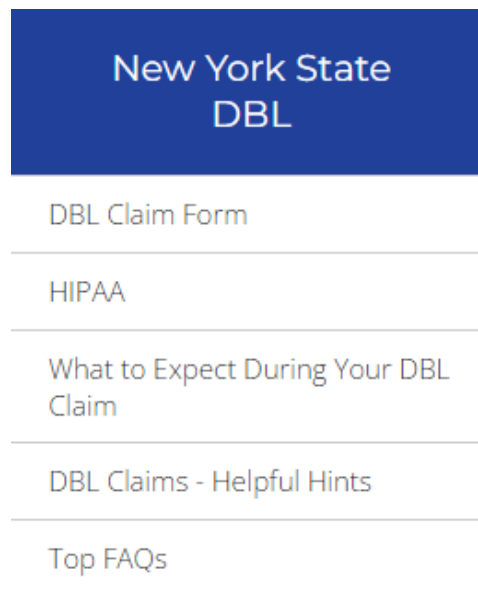 New York State
DBL
DBL Claim Form
HIPAA
What to Expect During Your DBL
Claim
DBL Claims - Helpful Hints
Top FAQs